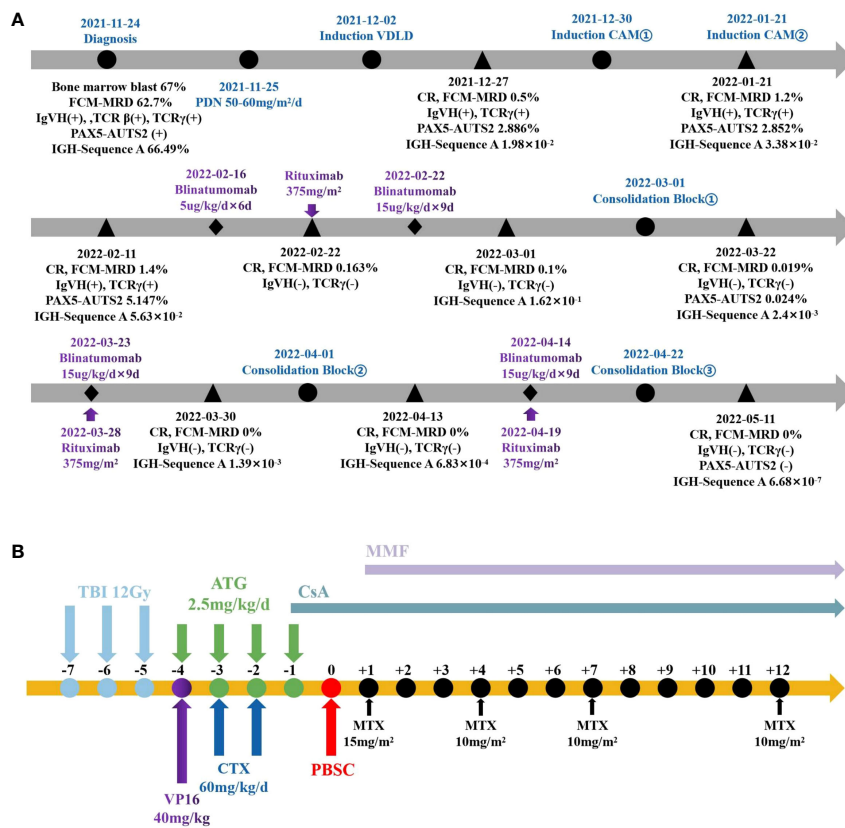 A
2021-11-24
Diagnosis
2021-12-02
Induction VDLD
2021-12-30
Induction CAM①
2022-01-21
Induction CAM②
Bone marrow blast 67%
FCM-MRD 62.7%
IgVH(+), ,TCR β(+), TCRγ(+)
PAX5-AUTS2 (+)
IGH-Sequence A 66.49%
2021-11-25
PDN 50-60mg/m²/d
2021-12-27
CR, FCM-MRD 0.5%
IgVH(+), TCRγ(+)
PAX5-AUTS2 2.886%
IGH-Sequence A 1.98×10⁻²
2022-01-21
CR, FCM-MRD 1.2%
IgVH(+), TCRγ(+)
PAX5-AUTS2 2.852%
IGH-Sequence A 3.38×10⁻²
2022-02-16
Blinatumomab
5ug/kg/d×6d
Rituximab
375mg/m²
2022-02-22
Blinatumomab
15ug/kg/d×9d
2022-03-01
Consolidation Block①
2022-02-11
CR, FCM-MRD 1.4%
IgVH(+), TCRγ(+)
PAX5-AUTS2 5.147%
IGH-Sequence A 5.63×10⁻²
2022-02-22
CR, FCM-MRD 0.163%
IgVH(-), TCRγ(-)
2022-03-01
CR, FCM-MRD 0.1%
IgVH(-), TCRγ(-)
IGH-Sequence A 1.62×10⁻¹
2022-03-22
CR, FCM-MRD 0.019%
IgVH(-), TCRγ(-)
PAX5-AUTS2 0.024%
IGH-Sequence A 2.4×10⁻³
2022-03-23
Blinatumomab
15ug/kg/d×9d
2022-04-01
Consolidation Block②
2022-04-14
Blinatumomab
15ug/kg/d×9d
2022-04-22
Consolidation Block③
2022-03-28
Rituximab
375mg/m²
2022-03-30
CR, FCM-MRD 0%
IgVH(-), TCRγ(-)
IGH-Sequence A 1.39×10⁻³
2022-04-13
CR, FCM-MRD 0%
IgVH(-), TCRγ(-)
IGH-Sequence A 6.83×10⁻⁴
2022-04-19
Rituximab
375mg/m²
2022-05-11
CR, FCM-MRD 0%
IgVH(-), TCRγ(-)
PAX5-AUTS2 (-)
IGH-Sequence A 6.68×10⁻⁷
B
MMF
TBI 12Gy
ATG
2.5mg/kg/d
CsA
-7 -6 -5 -4 -3 -2 -1 0 +1 +2 +3 +4 +5 +6 +7 +8 +9 +10 +11 +12
MTX
15mg/m²
MTX
10mg/m²
MTX
10mg/m²
MTX
10mg/m²
CTX
60mg/kg/d
PBSC
VP16
40mg/kg